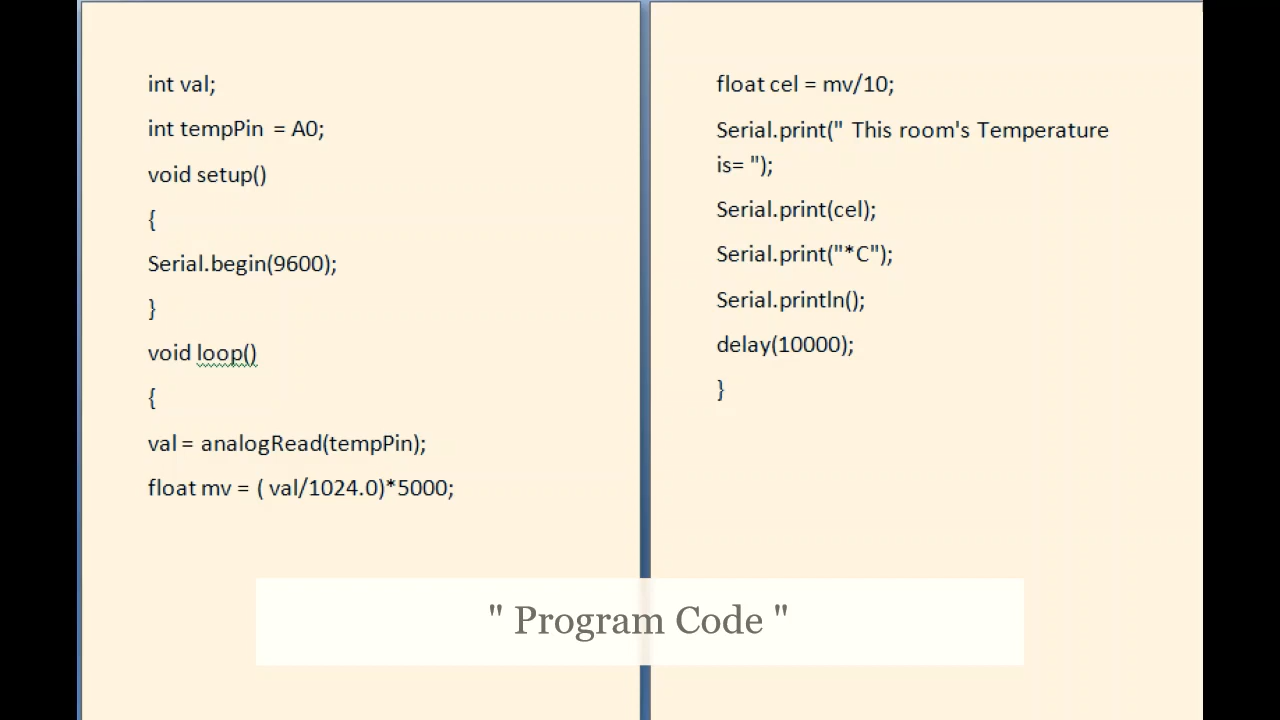 int val;
int tempPin = A0;
void setup()
{
Serial.begin(9600);
}
void loop()
{
val = analogRead(tempPin);
float mv = ( val/1024.0)*5000;
float cel = mv/10;
Serial.print(" This room's Temperature
is= ");
Serial.print(cel);
Serial.print("*C");
Serial.println();
delay(10000);
}
" Program Code "